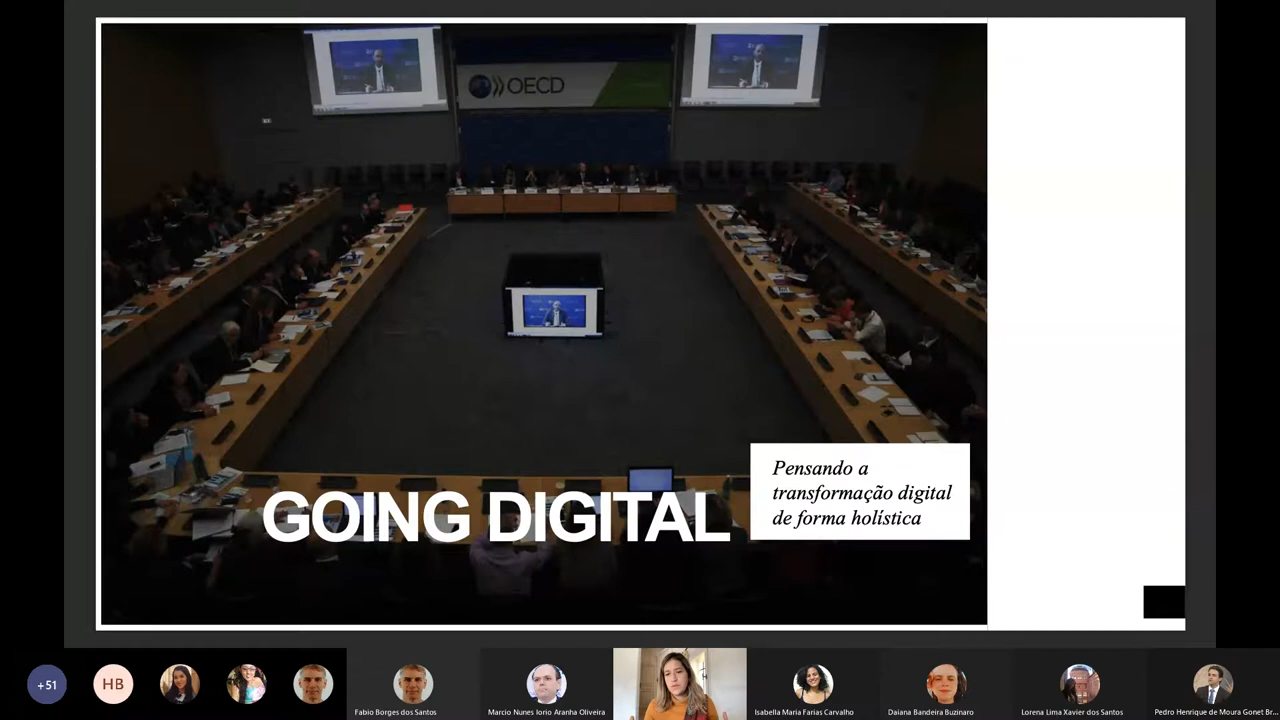 OECD
GOING DIGITAL
Pensando a
transformação digital
de forma holística
+51
HB
Fabio Borges dos Santos
Marcio Nunes Iorio Aranha Oliveira
Isabella Maria Farias Carvalho
Daiana Bandeira Buzinaro
Lorena Lima Xavier dos Santos
Pedro Henrique de Moura Gonet Br...